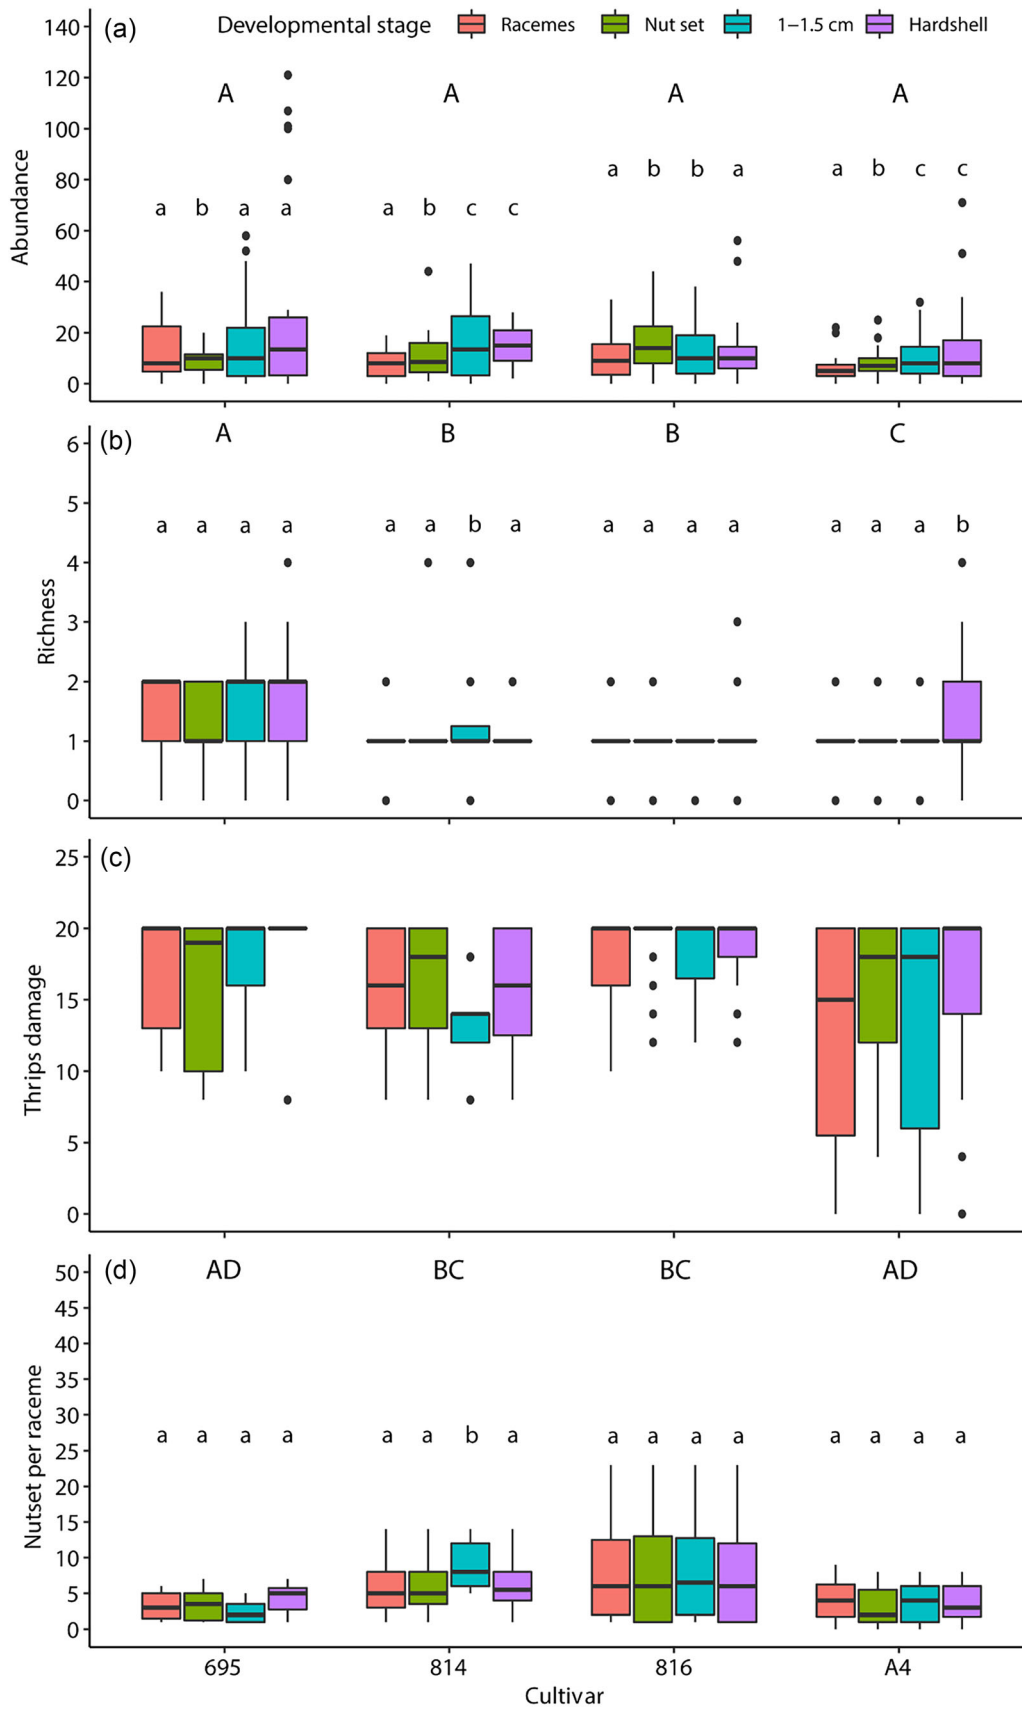 (a) Developmental stage Racemes Nut set 1–1.5 cm Hardshell
140
120
100
80
60
40
20
0
Abundance
A A A A
a b b a a b c c
a b a a a b c c
(b) A B B C
6
5
4
3
2
1
0
Richness
a a a a a a b a a a a a a a a b
(c)
25
20
15
10
5
0
Thrips damage
(d) AD BC BC AD
50
45
40
35
30
25
20
15
10
5
0
Nutset per raceme
a a a a a a b a a a a a a a a a
695 814 816 A4
Cultivar